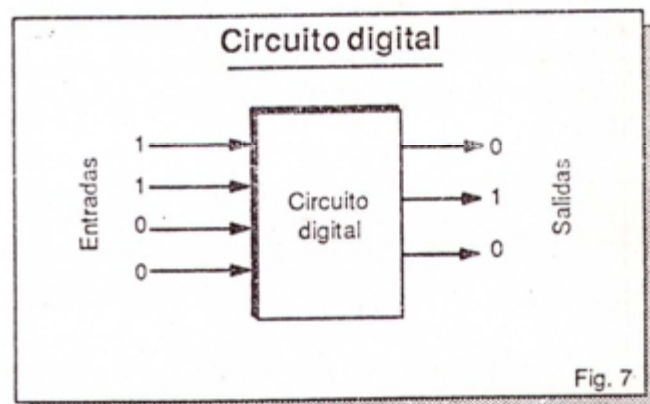 Circuito digital
Entradas
1
1
0
0
Circuito
digital
0
1
0
Salidas
Fig. 7